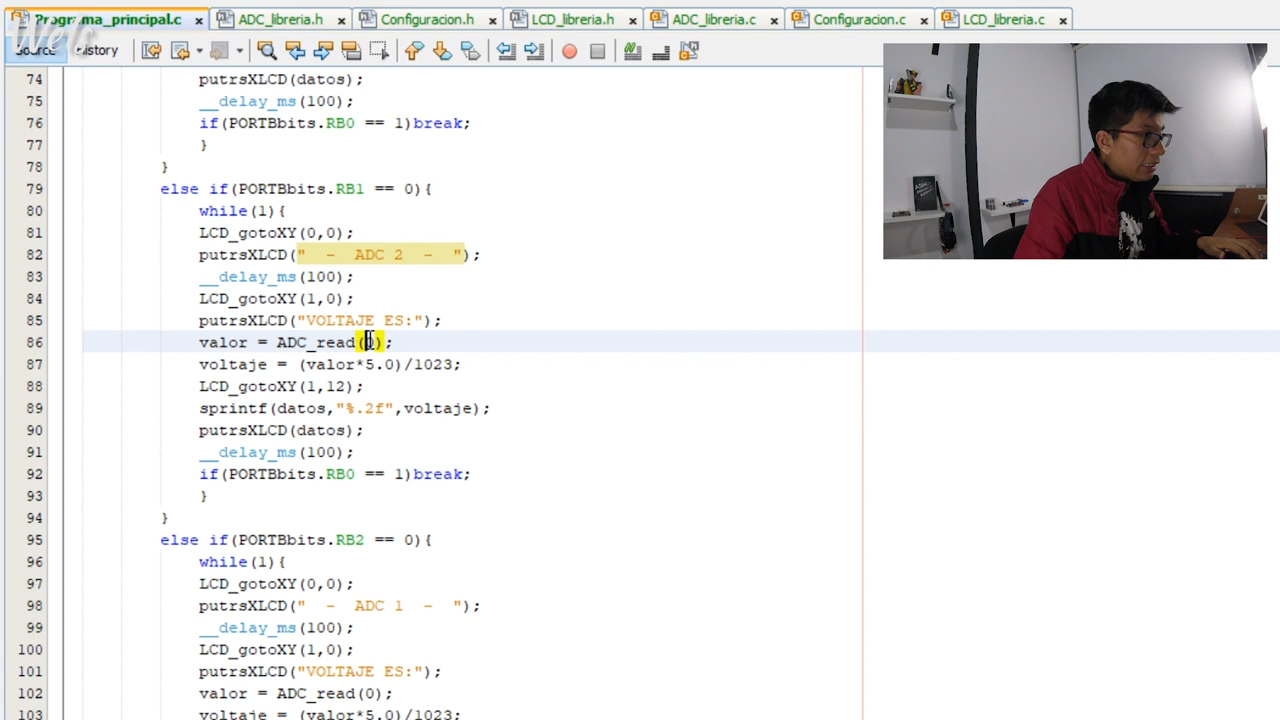 Programa_principal.c ADC_libreria.h Configuracion.h LCD_libreria.h ADC_libreria.c Configuracion.c LCD_libreria.c
Source History
74 putrsXLCD(datos);
75 __delay_ms(100);
76 if(PORTBbits.RB0 == 1)break;
77 }
78 }
79 else if(PORTBbits.RB1 == 0){
80 while(1){
81 LCD_gotoXY(0,0);
82 putrsXLCD("  -  ADC 2  -  ");
83 __delay_ms(100);
84 LCD_gotoXY(1,0);
85 putrsXLCD("VOLTAJE ES:");
86 valor = ADC_read(0);
87 voltaje = (valor*5.0)/1023;
88 LCD_gotoXY(1,12);
89 sprintf(datos,"%.2f",voltaje);
90 putrsXLCD(datos);
91 __delay_ms(100);
92 if(PORTBbits.RB0 == 1)break;
93 }
94 }
95 else if(PORTBbits.RB2 == 0){
96 while(1){
97 LCD_gotoXY(0,0);
98 putrsXLCD("  -  ADC 1  -  ");
99 __delay_ms(100);
100 LCD_gotoXY(1,0);
101 putrsXLCD("VOLTAJE ES:");
102 valor = ADC_read(0);
103 voltaje = (valor*5.0)/1023;